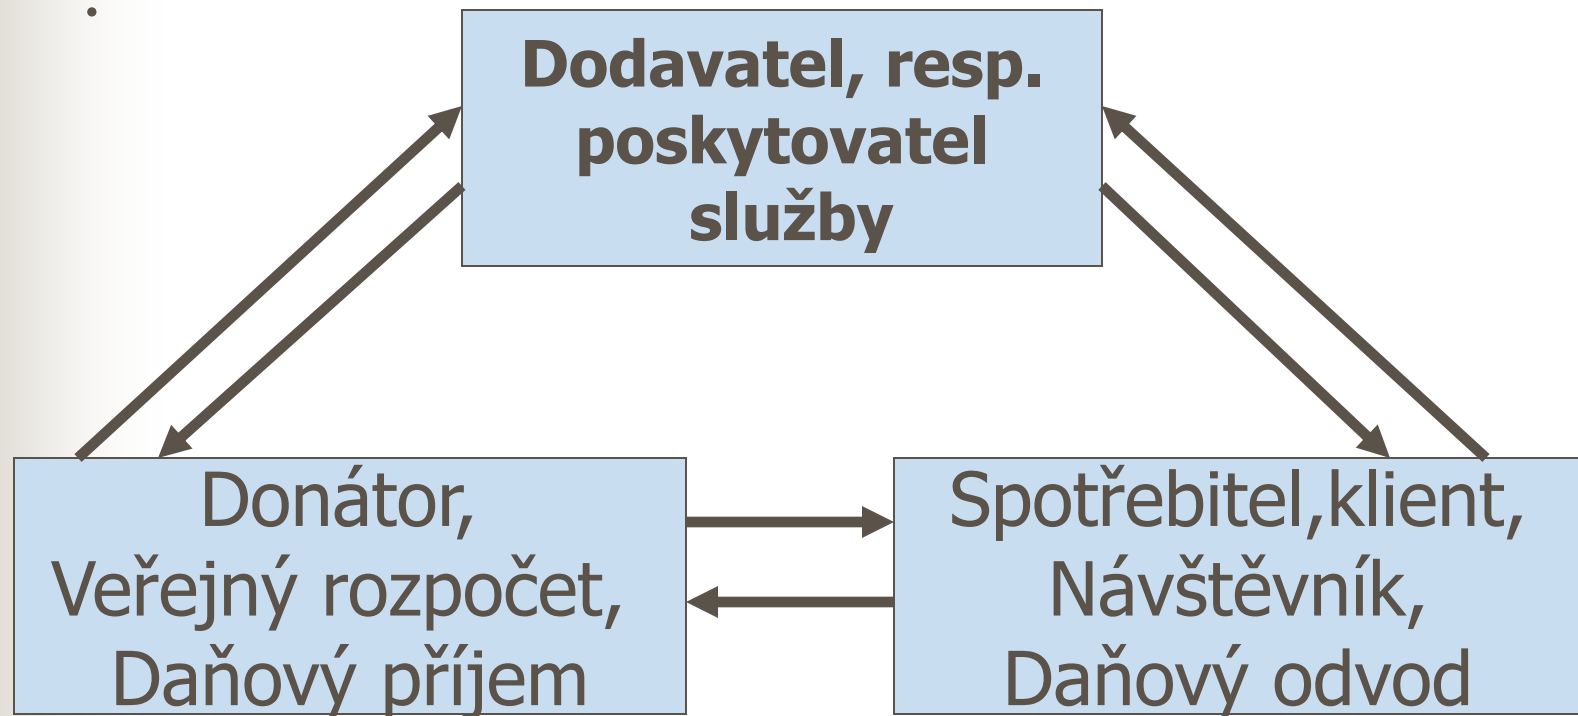 Dodavatel, resp.
poskytovatel
služby
Donátor,
Veřejný rozpočet,
Daňový příjem
Spotřebitel,klient,
Návštěvník,
Daňový odvod